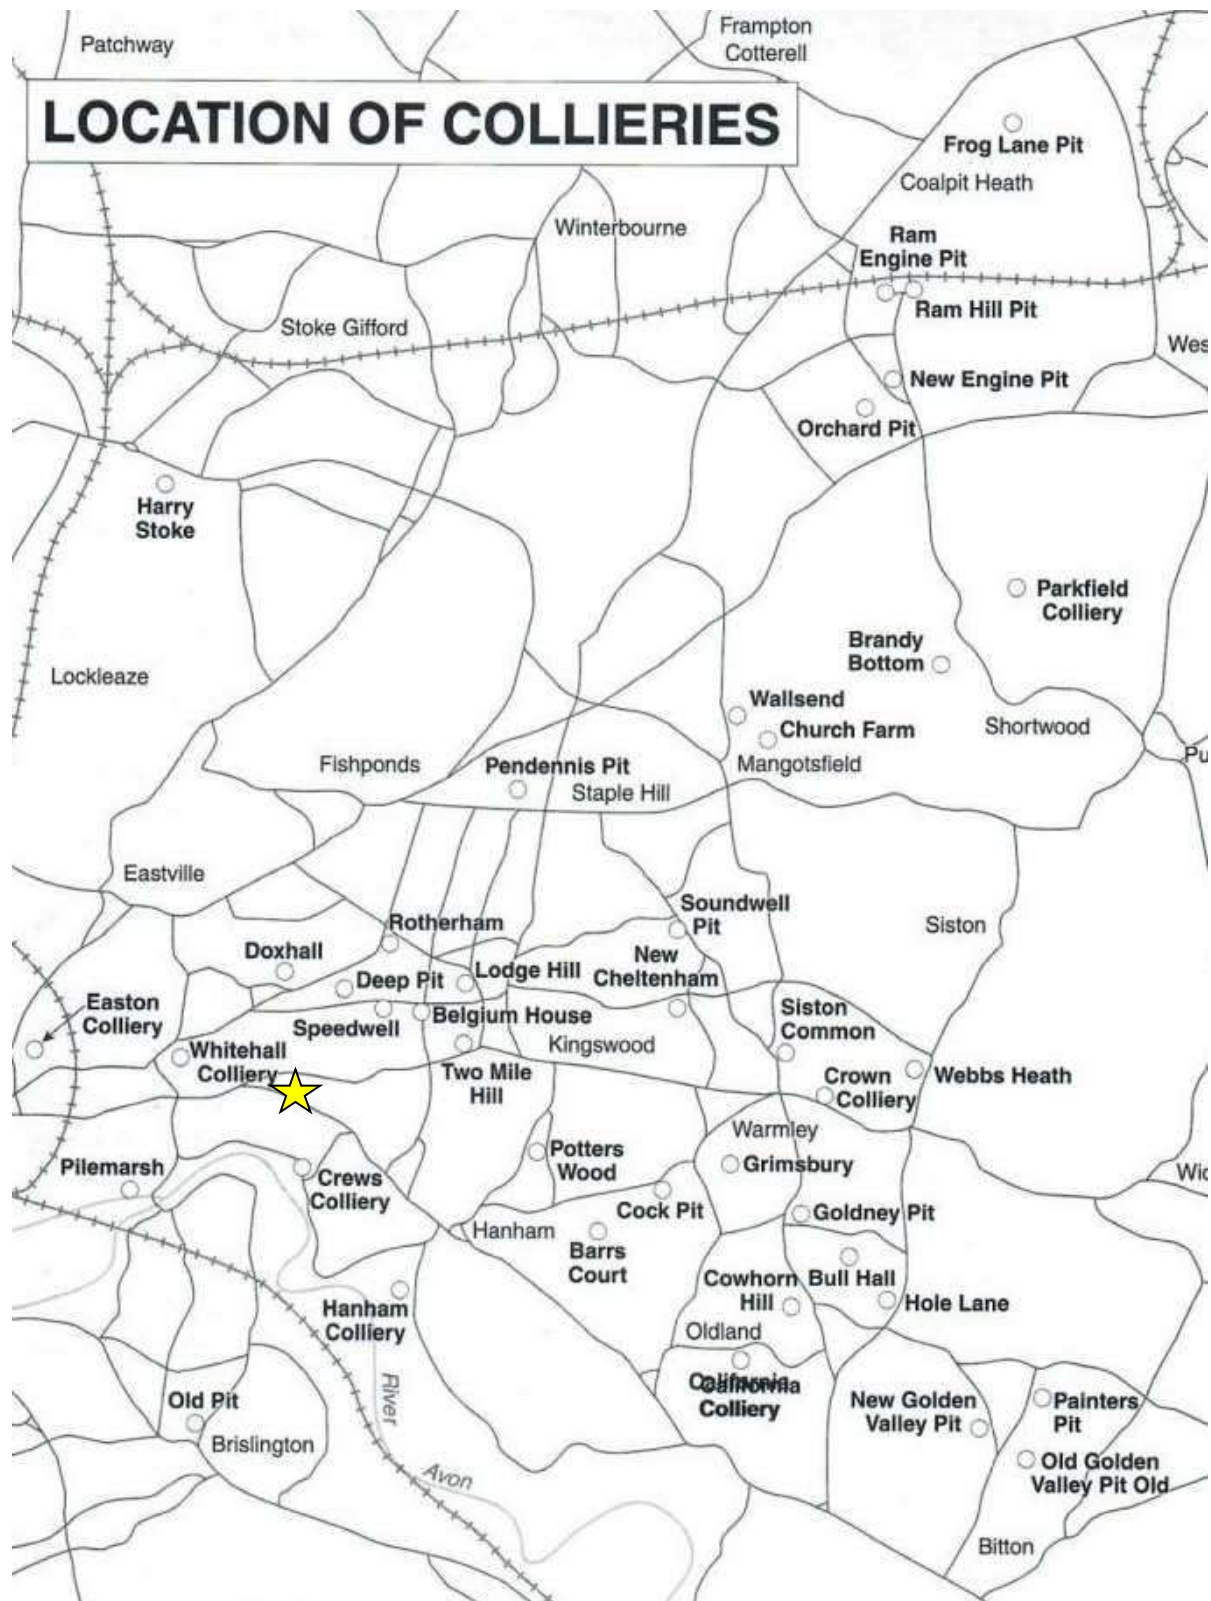 Patchway
Frampton
Cotterell
LOCATION OF COLLIERIES
Frog Lane Pit
Coalpit Heath
Winterbourne
Ram
Engine Pit
Ram Hill Pit
Stoke Gifford
Wes
New Engine Pit
Orchard Pit
Harry
Stoke
Parkfield
Colliery
Brandy
Bottom
Lockleaze
Wallsend
Church Farm
Shortwood
Mangotsfield
Pu
Fishponds
Pendennis Pit
Staple Hill
Eastville
Soundwell
Pit
Rotherham
Siston
Doxhall
Deep Pit
Lodge Hill
New
Cheltenham
Easton
Colliery
Speedwell
Belgium House
Siston
Common
Whitehall
Colliery
Kingswood
Two Mile
Hill
Crown
Colliery
Webbs Heath
Warmley
Pilemarsh
Crews
Colliery
Potters
Wood
Grimsbury
Wic
Cock Pit
Goldney Pit
Hanham
Barrs
Court
Cowhorn
Hill
Bull Hall
Hole Lane
Hanham
Colliery
Oldland
California
Colliery
River
Old Pit
New Golden
Valley Pit
Painters
Pit
Brislington
Avon
Old Golden
Valley Pit Old
Bitton